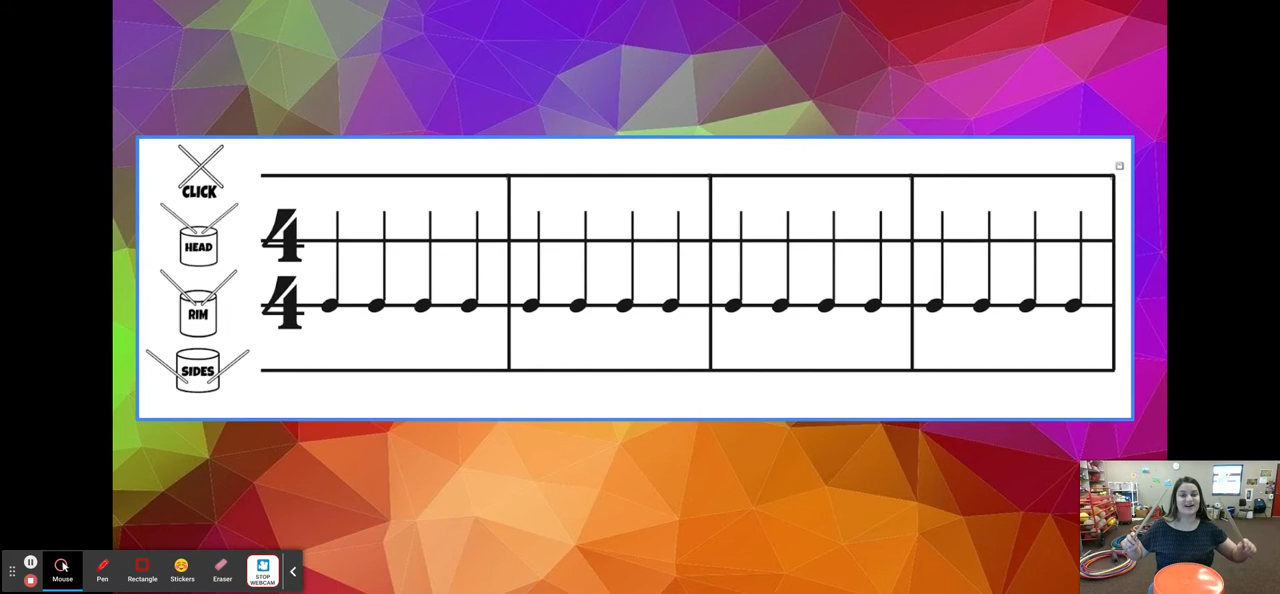 CLICK
HEAD
RIM
SIDES
4
4
Mouse
Pen
Rectangle
Stickers
Eraser
STOP
WEBCAM